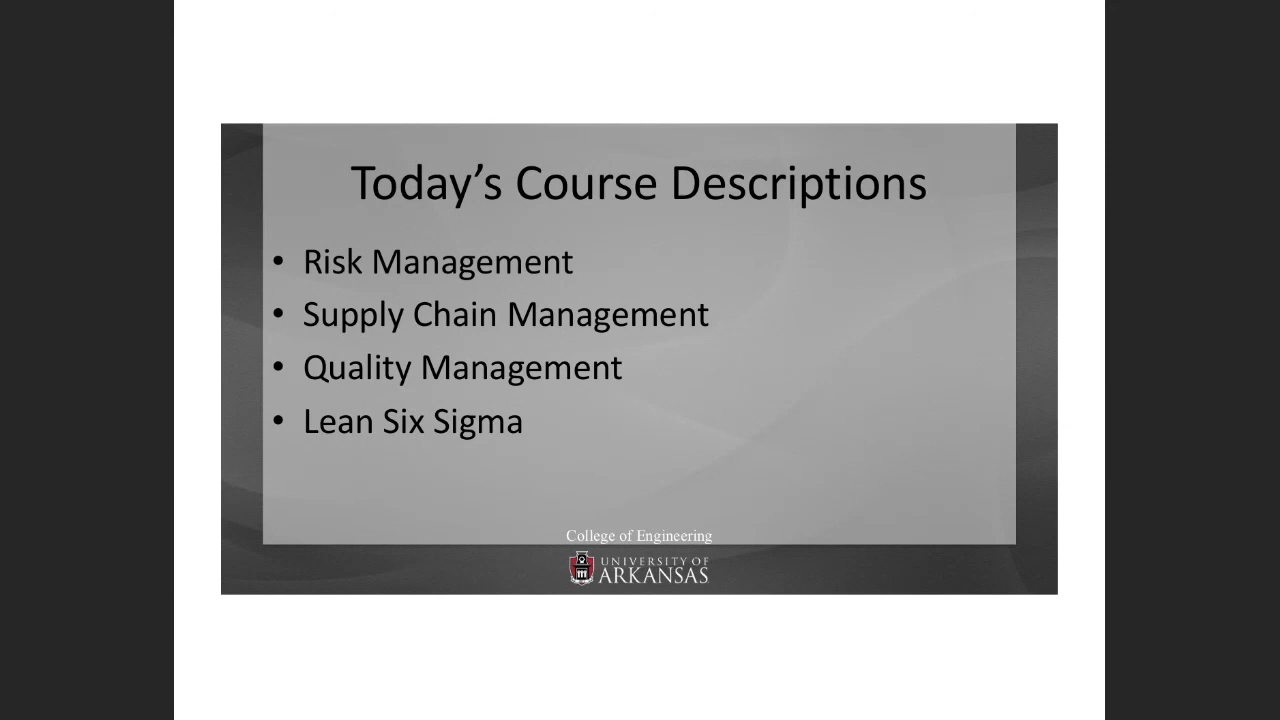 Today’s Course Descriptions
• Risk Management
• Supply Chain Management
• Quality Management
• Lean Six Sigma
College of Engineering
UNIVERSITY OF
ARKANSAS